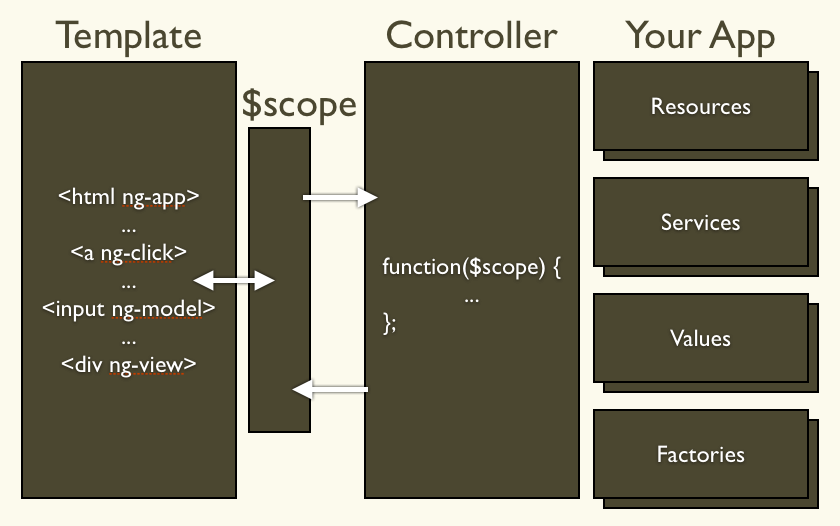 Template
<html ng-app>
...
<a ng-click>
...
<input ng-model>
...
<div ng-view>
$scope
Controller
function($scope) {
...
};
Your App
Resources
Services
Values
Factories